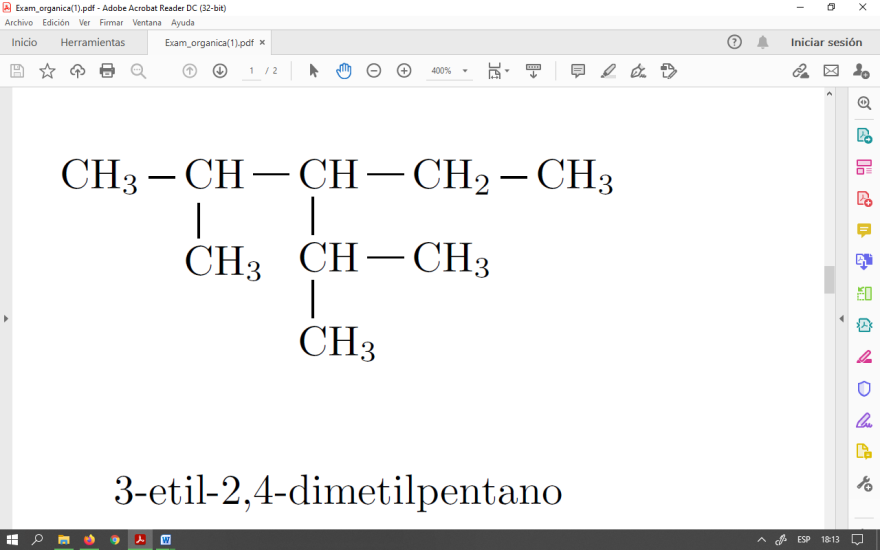 Exam_organica(1).pdf - Adobe Acrobat Reader DC (32-bit)
Archivo Edición Ver Firmar Ventana Ayuda
Inicio Herramientas Exam_organica(1).pdf × Iniciar sesión
1 / 2 400%
CH₃ — CH — CH — CH₂ — CH₃
CH₃ CH — CH₃
CH₃
3-etil-2,4-dimetilpentano
ESP 18:13